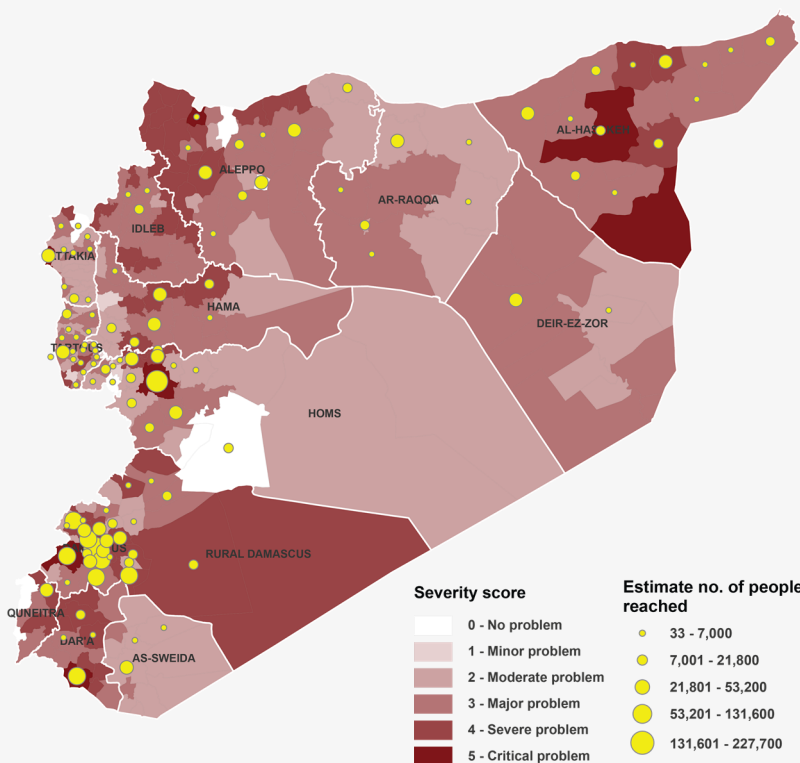 AL-HAS
ALEPPO
AR-RAQQA
IDLEB
TTAKIA
HAMA
DEIR-EZ-ZOR
TARTOUS
HOMS
US
RURAL DAMASCUS
QUNEITRA
DAR'A
AS-SWEIDA
Severity score
0 - No problem
1 - Minor problem
2 - Moderate problem
3 - Major problem
4 - Severe problem
5 - Critical problem
Estimate no. of people
reached
33 - 7,000
7,001 - 21,800
21,801 - 53,200
53,201 - 131,600
131,601 - 227,700